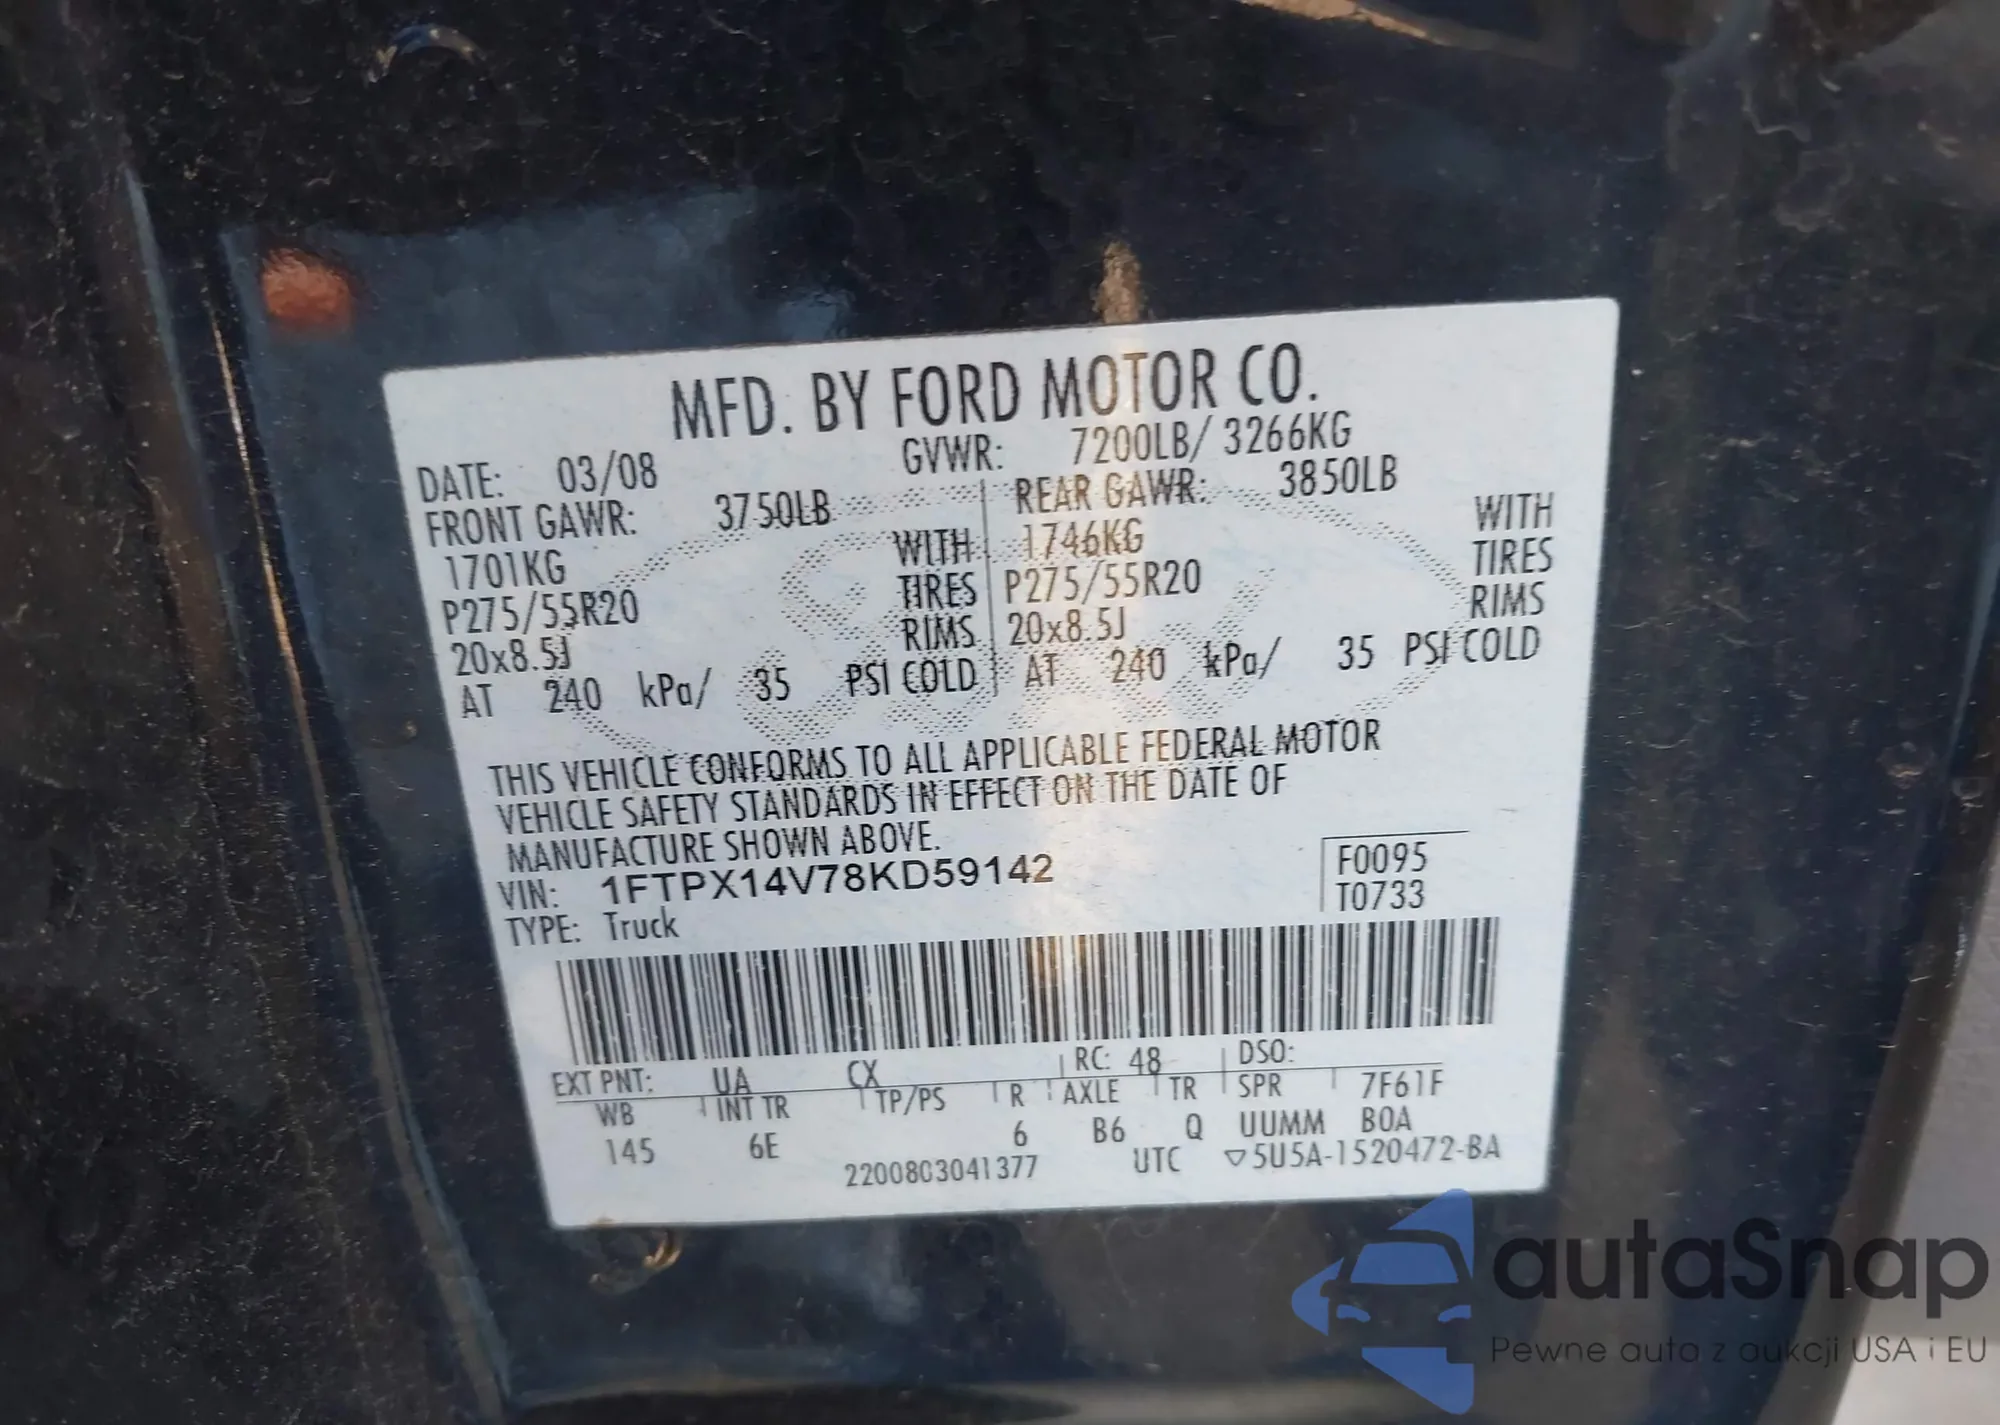 MFD. BY FORD MOTOR CO.
DATE: 03/08 GVWR: 7200LB/ 3266KG
FRONT GAWR: 3750LB REAR GAWR: 3850LB
1701KG WITH 1746KG WITH
P275/55R20 TIRES P275/55R20 TIRES
20x8.5J RIMS 20x8.5J RIMS
AT 240 kPa/ 35 PSI COLD AT 240 kPa/ 35 PSI COLD
THIS VEHICLE CONFORMS TO ALL APPLICABLE FEDERAL MOTOR
VEHICLE SAFETY STANDARDS IN EFFECT ON THE DATE OF
MANUFACTURE SHOWN ABOVE.
VIN: 1FTPX14V78KD59142 F0095
TYPE: Truck T0733
EXT PNT: UA CX RC: 48 DSO:
WB INT TR TP/PS R AXLE TR SPR 7F61F
145 6E 6 B6 Q UUMM B0A
2200803041377 UTC ▽5U5A-1520472-BA
autaSnap
Pewne auta z aukcji USA i EU